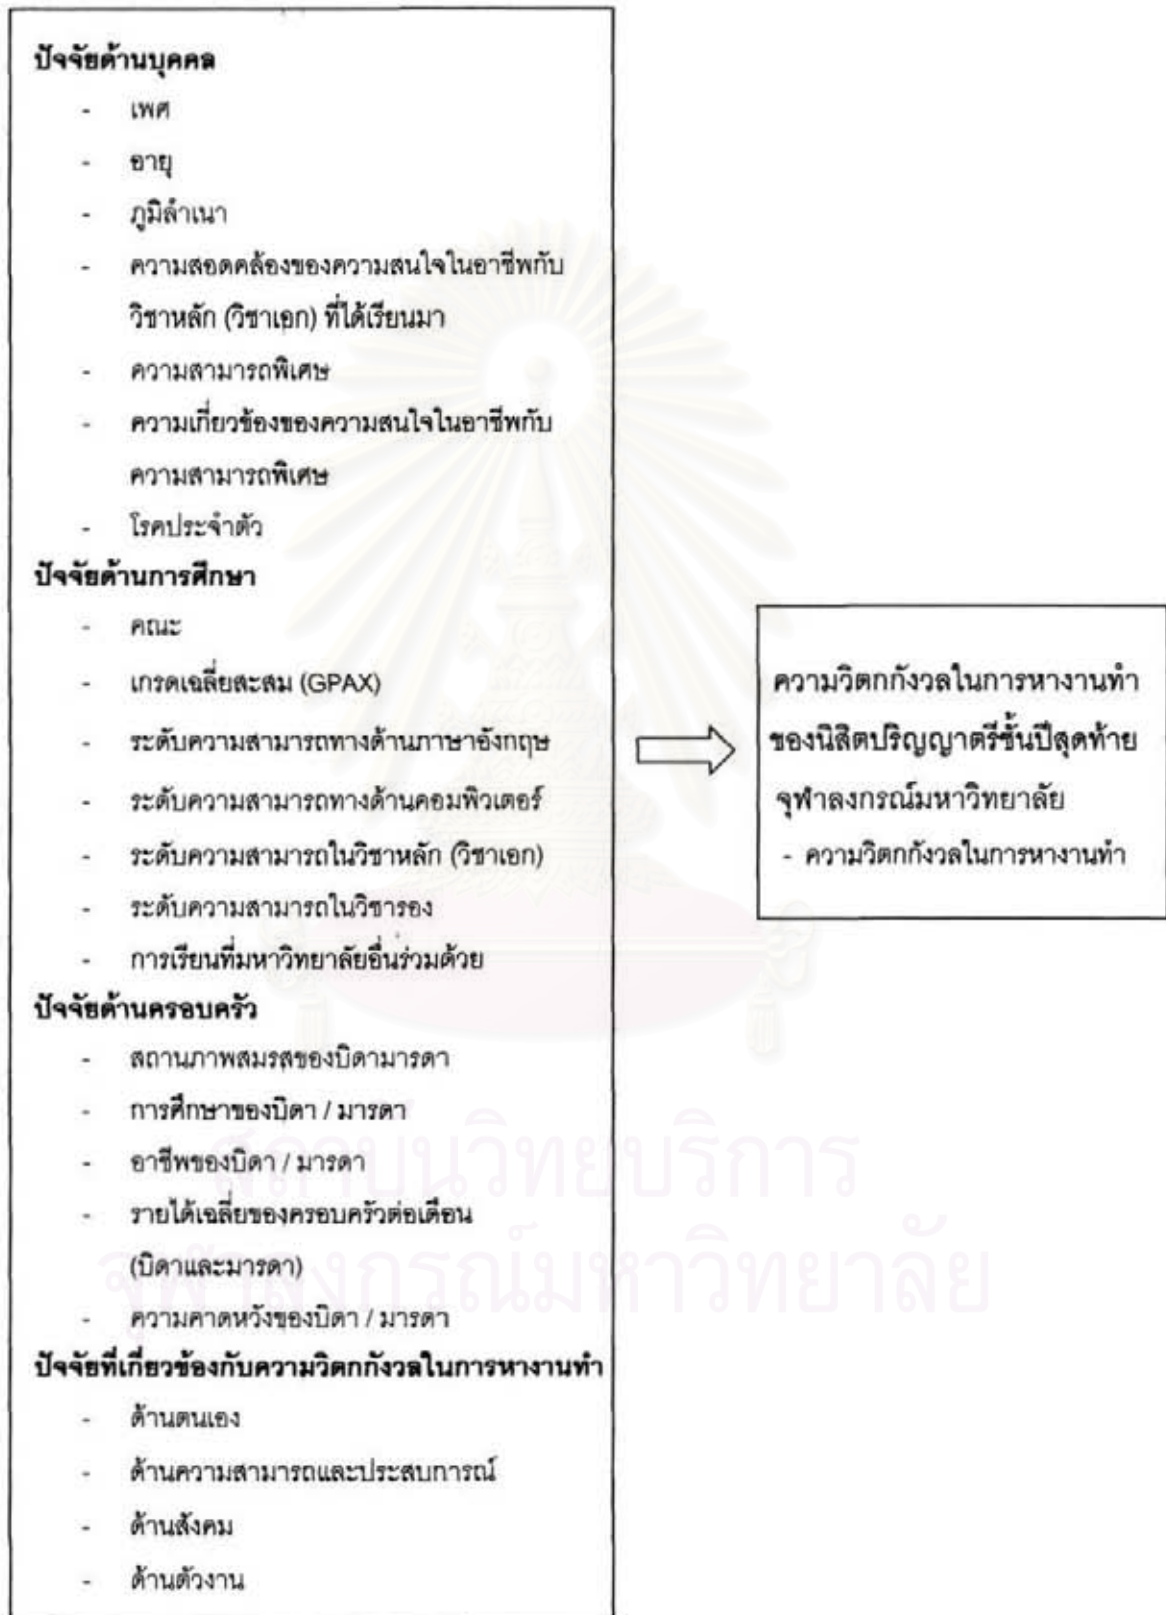 ปัจจัยด้านบุคคล
- เพศ
- อายุ
- ภูมิลำเนา
- ความสอดคล้องของความสนใจในอาชีพกับ
วิชาหลัก (วิชาเอก) ที่ได้เรียนมา
- ความสามารถพิเศษ
- ความเกี่ยวข้องของความสนใจในอาชีพกับ
ความสามารถพิเศษ
- โรคประจำตัว
ปัจจัยด้านการศึกษา
- คณะ
- เกรดเฉลี่ยสะสม (GPAX)
- ระดับความสามารถทางด้านภาษาอังกฤษ
- ระดับความสามารถทางด้านคอมพิวเตอร์
- ระดับความสามารถในวิชาหลัก (วิชาเอก)
- ระดับความสามารถในวิชารอง
- การเรียนที่มหาวิทยาลัยอื่นร่วมด้วย
ปัจจัยด้านครอบครัว
- สถานภาพสมรสของบิดามารดา
- การศึกษาของบิดา / มารดา
- อาชีพของบิดา / มารดา
- รายได้เฉลี่ยของครอบครัวต่อเดือน
(บิดาและมารดา)
- ความคาดหวังของบิดา / มารดา
ปัจจัยที่เกี่ยวข้องกับความวิตกกังวลในการหางานทำ
- ด้านตนเอง
- ด้านความสามารถและประสบการณ์
- ด้านสังคม
- ด้านตัวงาน
ความวิตกกังวลในการหางานทำ
ของนิสิตปริญญาตรีชั้นปีสุดท้าย
จุฬาลงกรณ์มหาวิทยาลัย
- ความวิตกกังวลในการหางานทำ
สถาบันวิทยบริการ
จุฬาลงกรณ์มหาวิทยาลัย